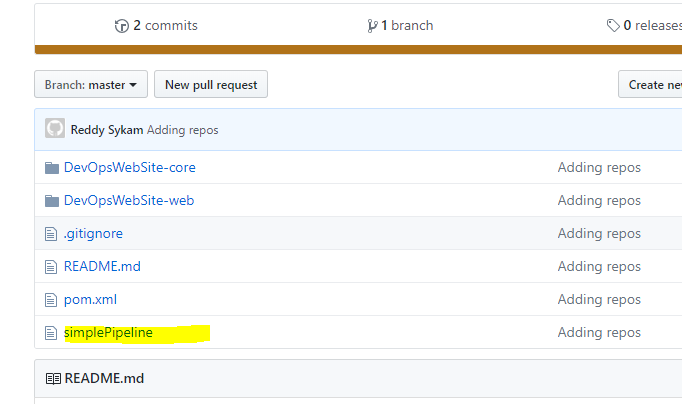 2 commits 1 branch 0 releases
Branch: master New pull request Create new
Reddy Sykam Adding repos
DevOpsWebSite-core Adding repos
DevOpsWebSite-web Adding repos
.gitignore Adding repos
README.md Adding repos
pom.xml Adding repos
simplePipeline Adding repos
README.md